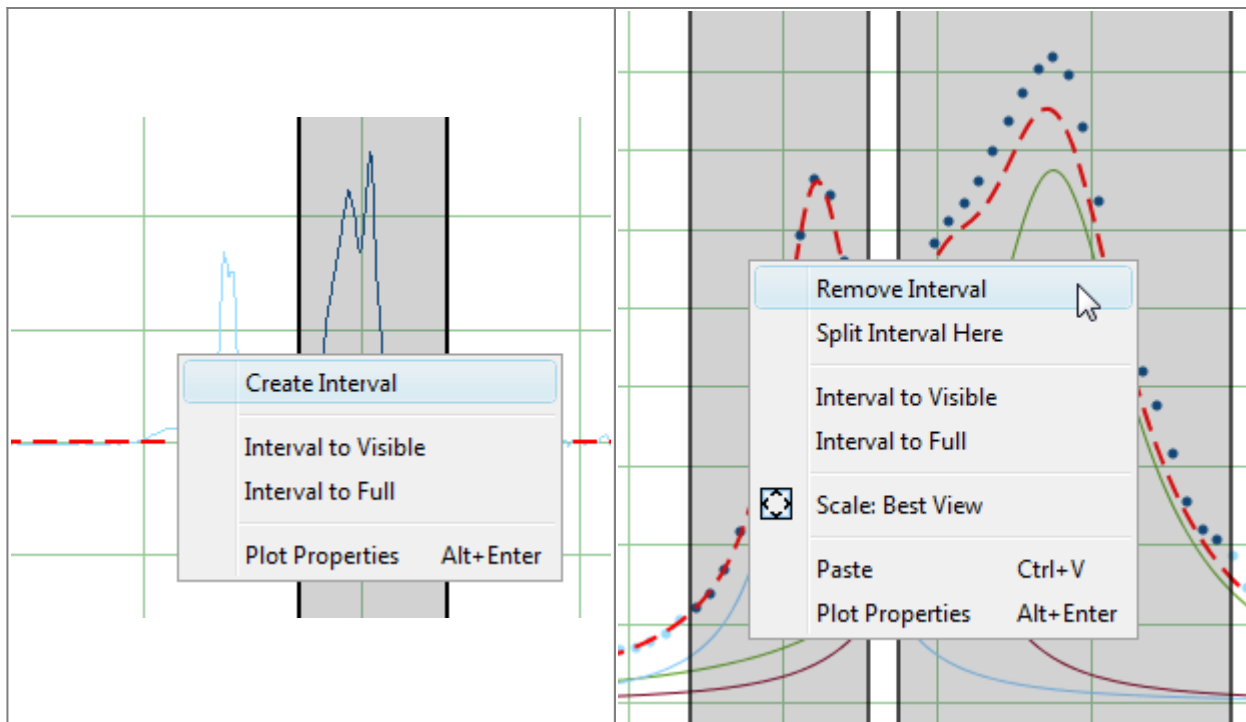 Create Interval
Interval to Visible
Interval to Full
Plot Properties Alt+Enter
Remove Interval
Split Interval Here
Interval to Visible
Interval to Full
Scale: Best View
Paste Ctrl+V
Plot Properties Alt+Enter